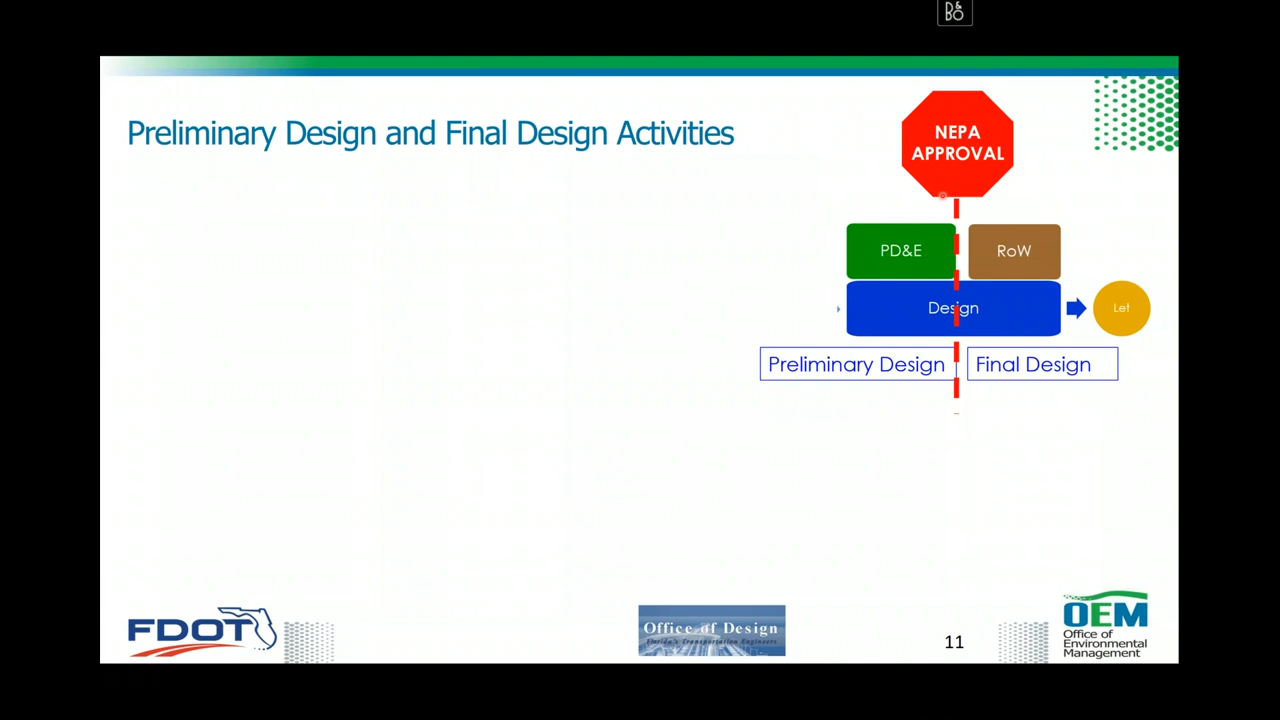 B&O
Preliminary Design and Final Design Activities
NEPA
APPROVAL
PD&E
RoW
Design
Let
Preliminary Design
Final Design
FDOT
Office of Design
Florida's Transportation Engineers
11
OEM
Office of
Environmental
Management